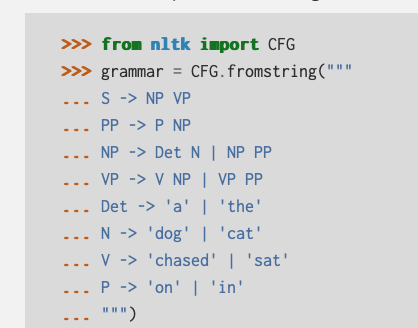 >>> from nltk import CFG
>>> grammar = CFG.fromstring("""
... S -> NP VP
... PP -> P NP
... NP -> Det N | NP PP
... VP -> V NP | VP PP
... Det -> 'a' | 'the'
... N -> 'dog' | 'cat'
... V -> 'chased' | 'sat'
... P -> 'on' | 'in'
... """)